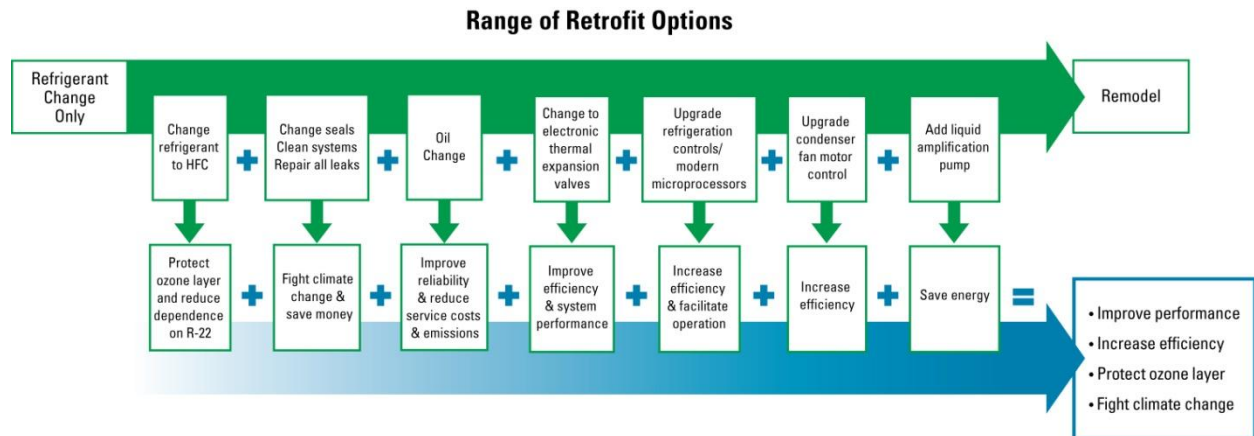 Range of Retrofit Options
Refrigerant
Change
Only
Change
refrigerant
to HFC
+
Change seals
Clean systems
Repair all leaks
+
Oil
Change
+
Change to
electronic
thermal
expansion
valves
+
Upgrade
refrigeration
controls/
modern
microprocessors
+
Upgrade
condenser
fan motor
control
+
Add liquid
amplification
pump
Remodel
Protect
ozone layer
and reduce
dependence
on R-22
+
Fight climate
change &
save money
+
Improve
reliability
& reduce
service costs
& emissions
+
Improve
efficiency
& system
performance
+
Increase
efficiency
& facilitate
operation
+
Increase
efficiency
+
Save energy
=
• Improve performance
• Increase efficiency
• Protect ozone layer
• Fight climate change